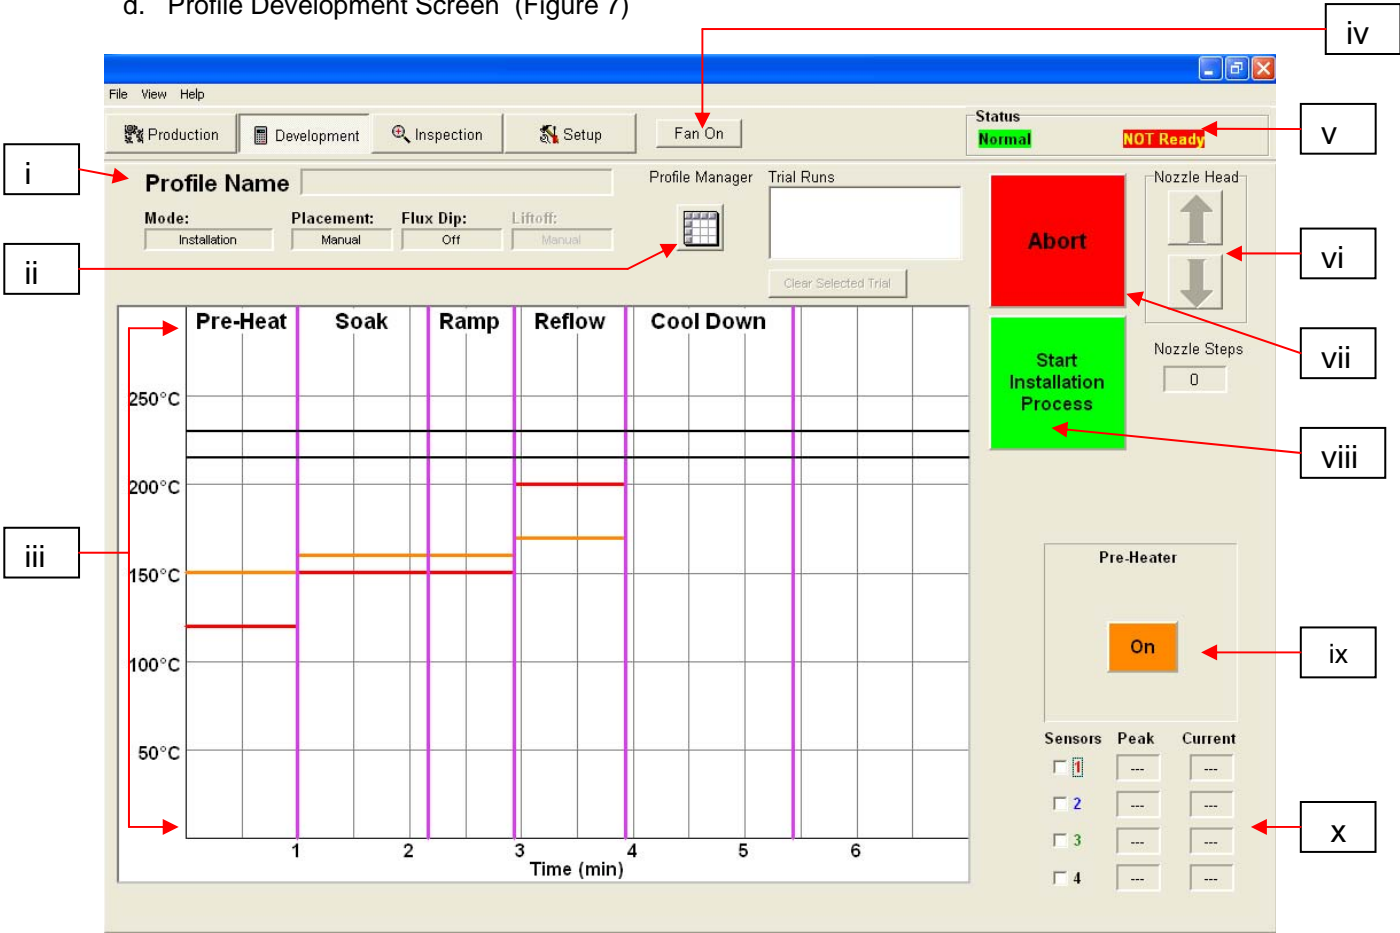 d. Profile Development Screen (Figure 7)
iv
File View Help
Production Development Inspection Setup Fan On
Status
Normal NOT Ready
v
i
Profile Name
Profile Manager
Trial Runs
Nozzle Head
Mode: Placement: Flux Dip: Liftoff:
Installation Manual Off Manual
Abort
vi
ii
Clear Selected Trial
Pre-Heat Soak Ramp Reflow Cool Down
vii
Start
Installation
Process
Nozzle Steps
0
250°C
viii
200°C
iii
150°C
Pre-Heater
On
ix
100°C
50°C
Sensors Peak Current
1 --- ---
2 --- ---
3 --- ---
4 --- ---
x
1 2 3 4 5 6
Time (min)